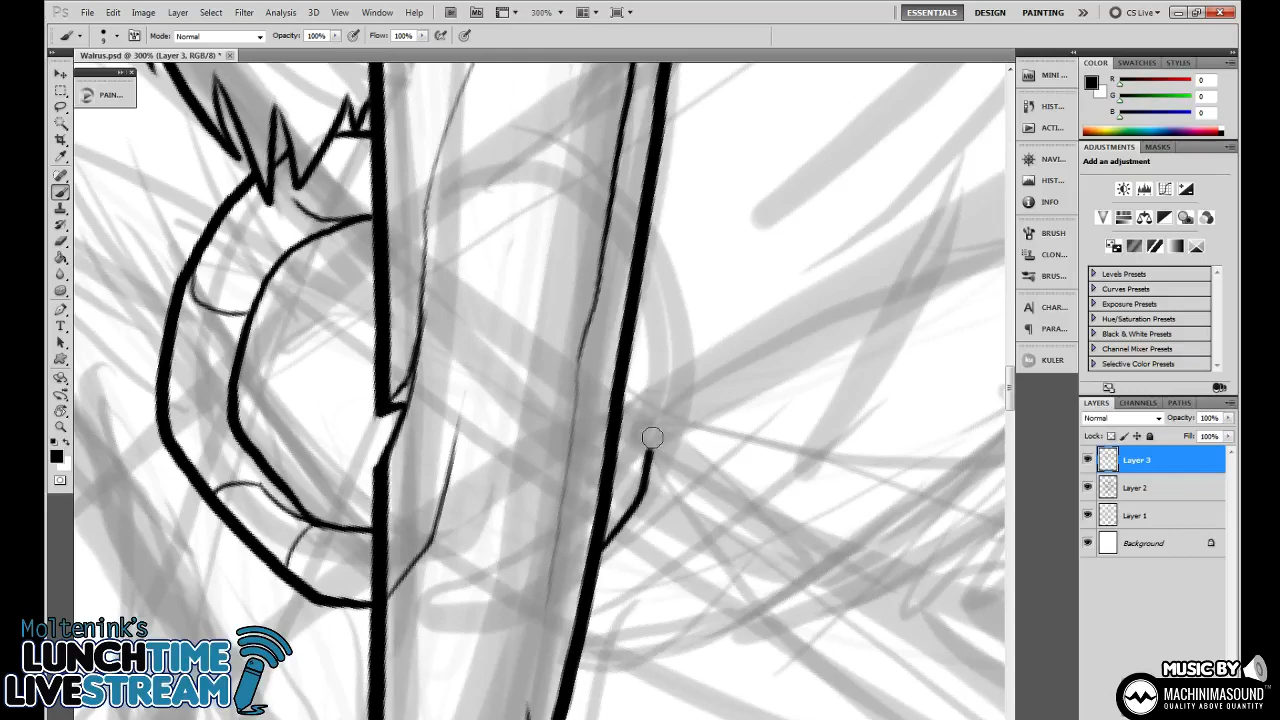 Ps File Edit Image Layer Select Filter Analysis 3D View Window Help Br Mb 300% ESSENTIALS DESIGN PAINTING CS Live
Mode: Normal Opacity: 100% Flow: 100%
9
Walrus.psd @ 300% (Layer 3, RGB/8) *
PAIN...
MINI ...
HIST...
ACTI...
NAVI...
HIST...
INFO
BRUSH
CLON...
BRUS...
CHAR...
PARA...
KULER
COLOR SWATCHES STYLES
R 0
G 0
B 0
ADJUSTMENTS MASKS
Add an adjustment
Levels Presets
Curves Presets
Exposure Presets
Hue/Saturation Presets
Black & White Presets
Channel Mixer Presets
Selective Color Presets
LAYERS CHANNELS PATHS
Normal Opacity: 100%
Lock: Fill: 100%
Layer 3
Layer 2
Layer 1
Background
Moltenink's
LUNCHTIME
LIVESTREAM
MUSIC BY
MACHINIMASOUND
QUALITY ABOVE QUANTITY